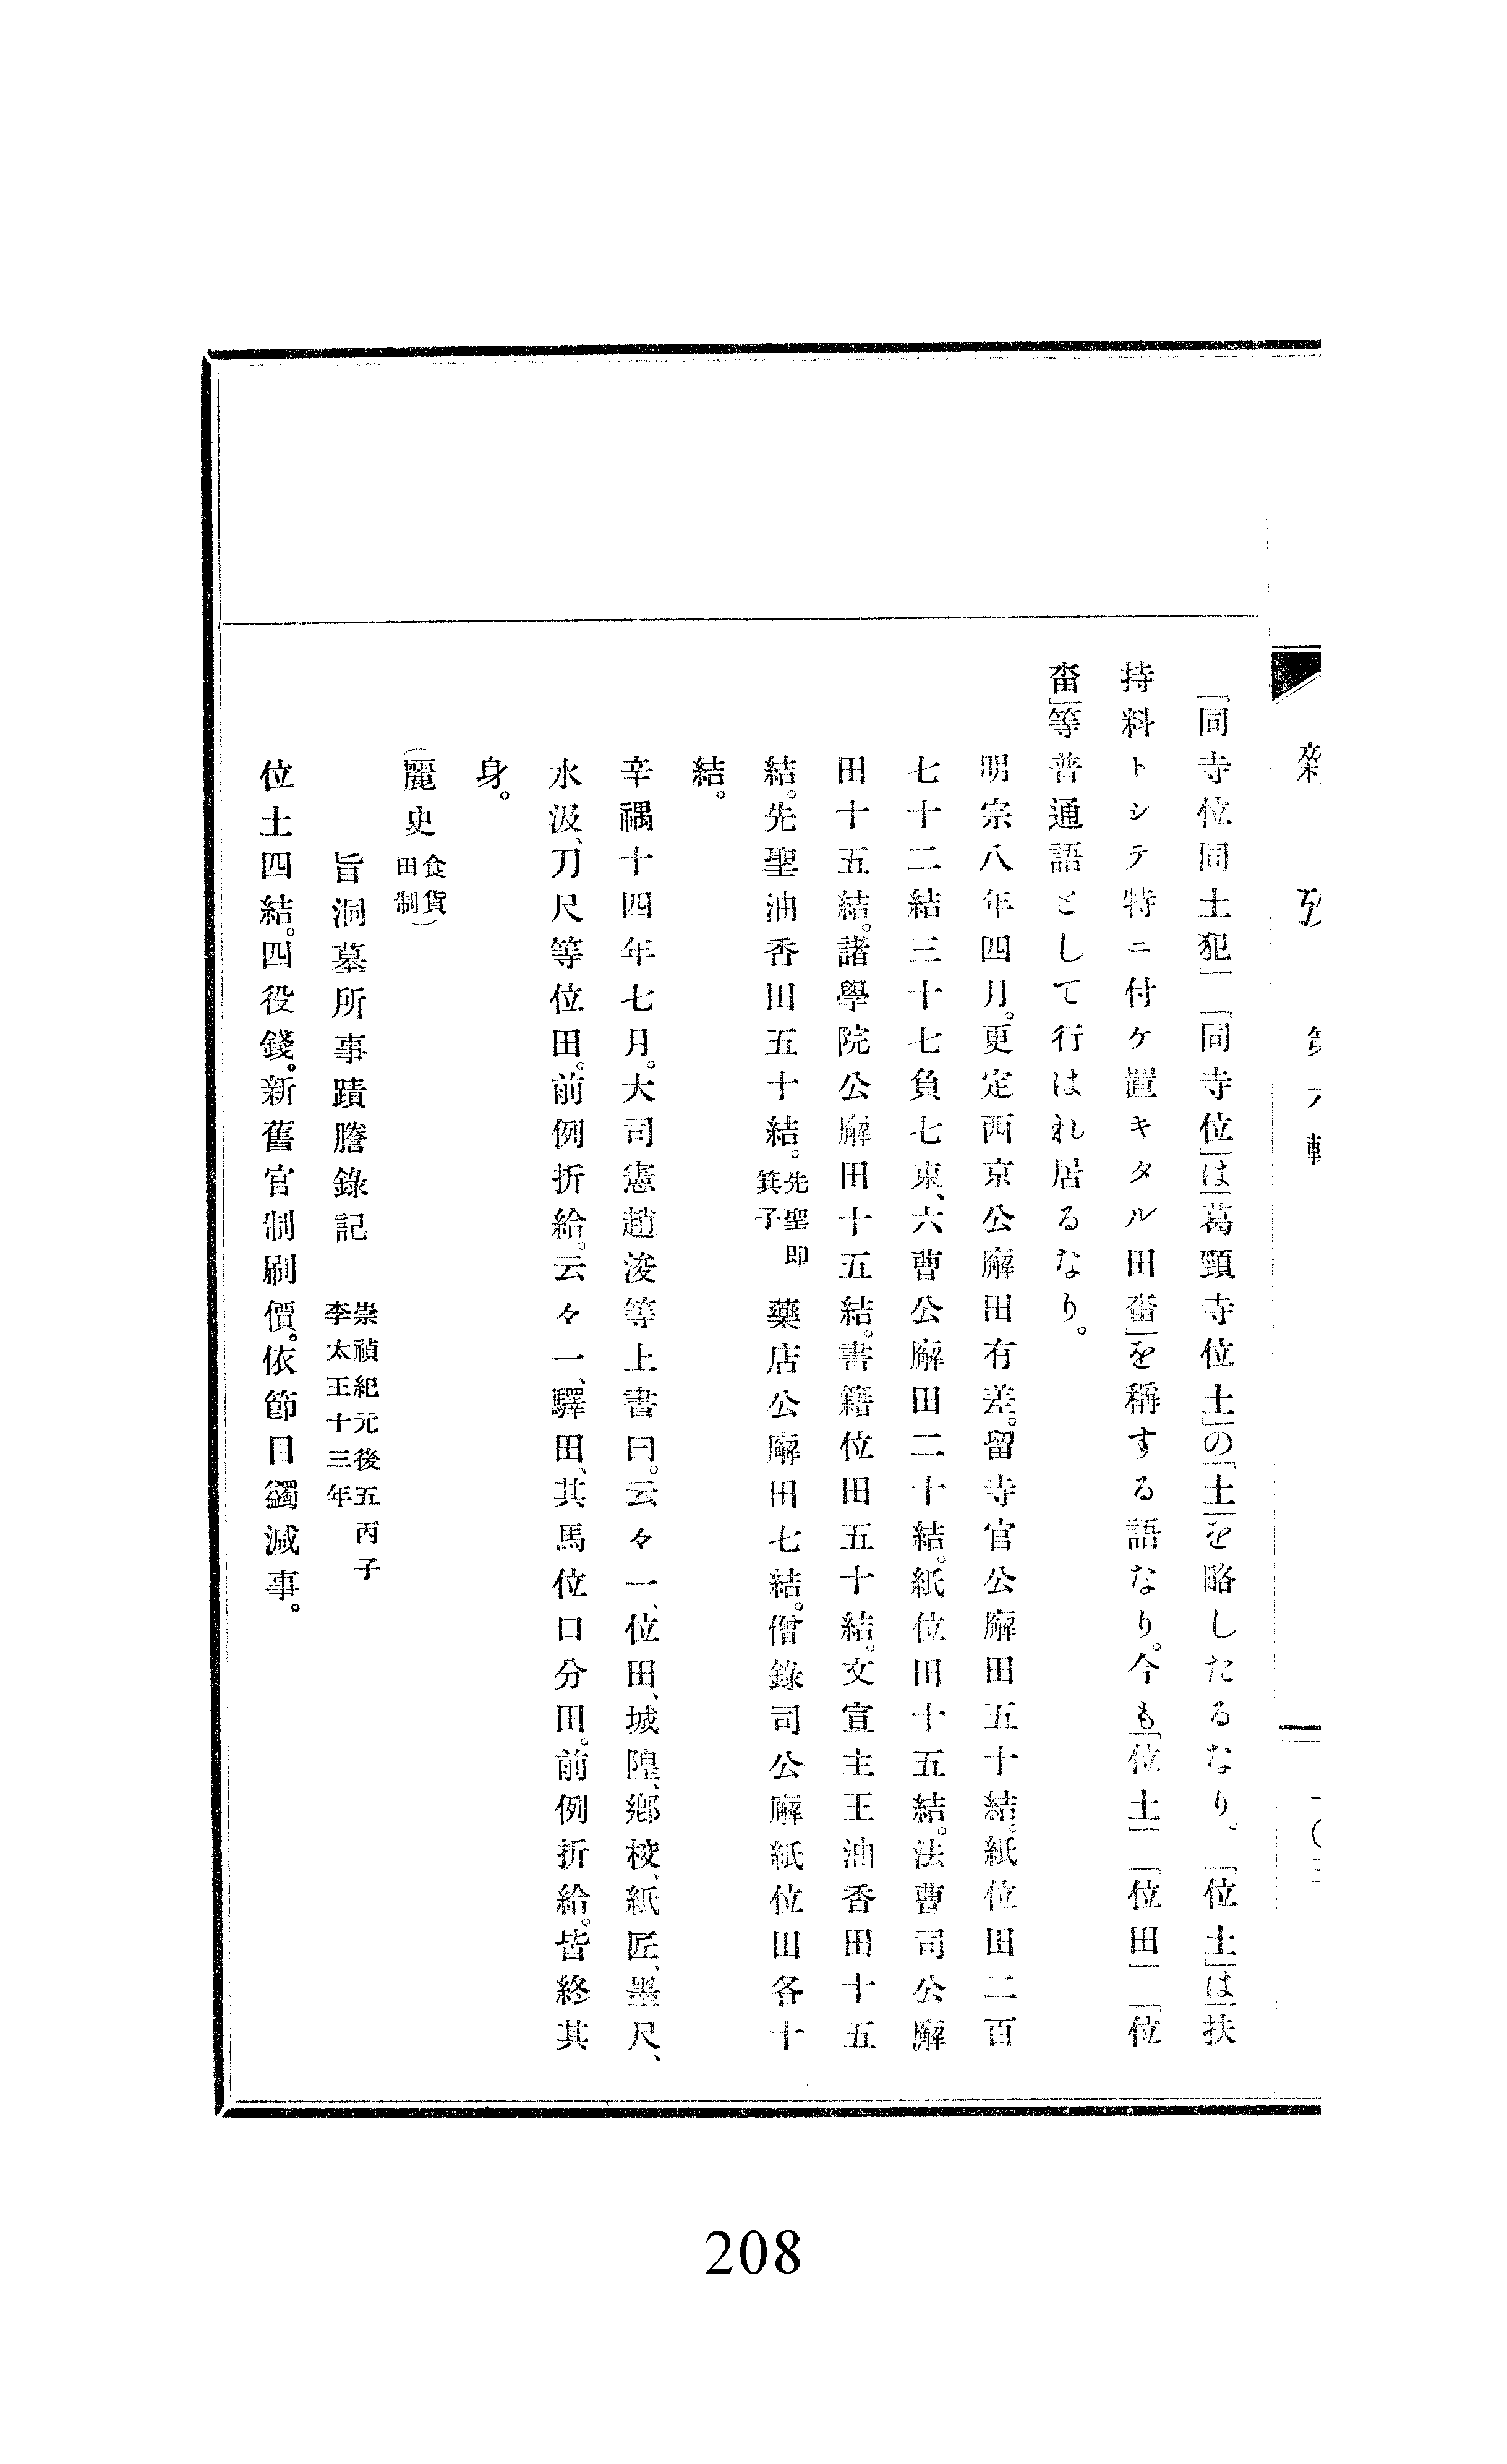 雜攷 第六輯
「同寺位同土犯」「同寺位」は「葛頸寺位土」の「土」を略したるなり。「位土」は「扶
持料トシテ特ニ付ケ置キタル田畓」を稱する語なり。今も「位土」「位田」「位
畓」等普通語として行はれ居るなり。
明宗八年四月。更定西京公廨田有差。留寺官公廨田五十結。紙位田二百
七十二結三十七負七束、六曹公廨田二十結。紙位田十五結。法曹司公廨
田十五結。諸學院公廨田十五結。書籍位田五十結。文宣主王油香田十五
結。先聖油香田五十結。先聖即箕子 藥店公廨田七結。僧錄司公廨紙位田各十
結。
辛禑十四年七月。大司憲趙浚等上書曰。云々一、位田、城隍、鄕校、紙匠、墨尺、
水汲、刀尺等位田。前例折給。云々一、驛田、其馬位口分田。前例折給。皆終其
身。
(麗史 食貨田制)
旨洞墓所事蹟謄錄記 崇禎紀元後五丙子 李太王十三年
位土四結。四役錢。新舊官制刷價。依節目蠲減事。
208